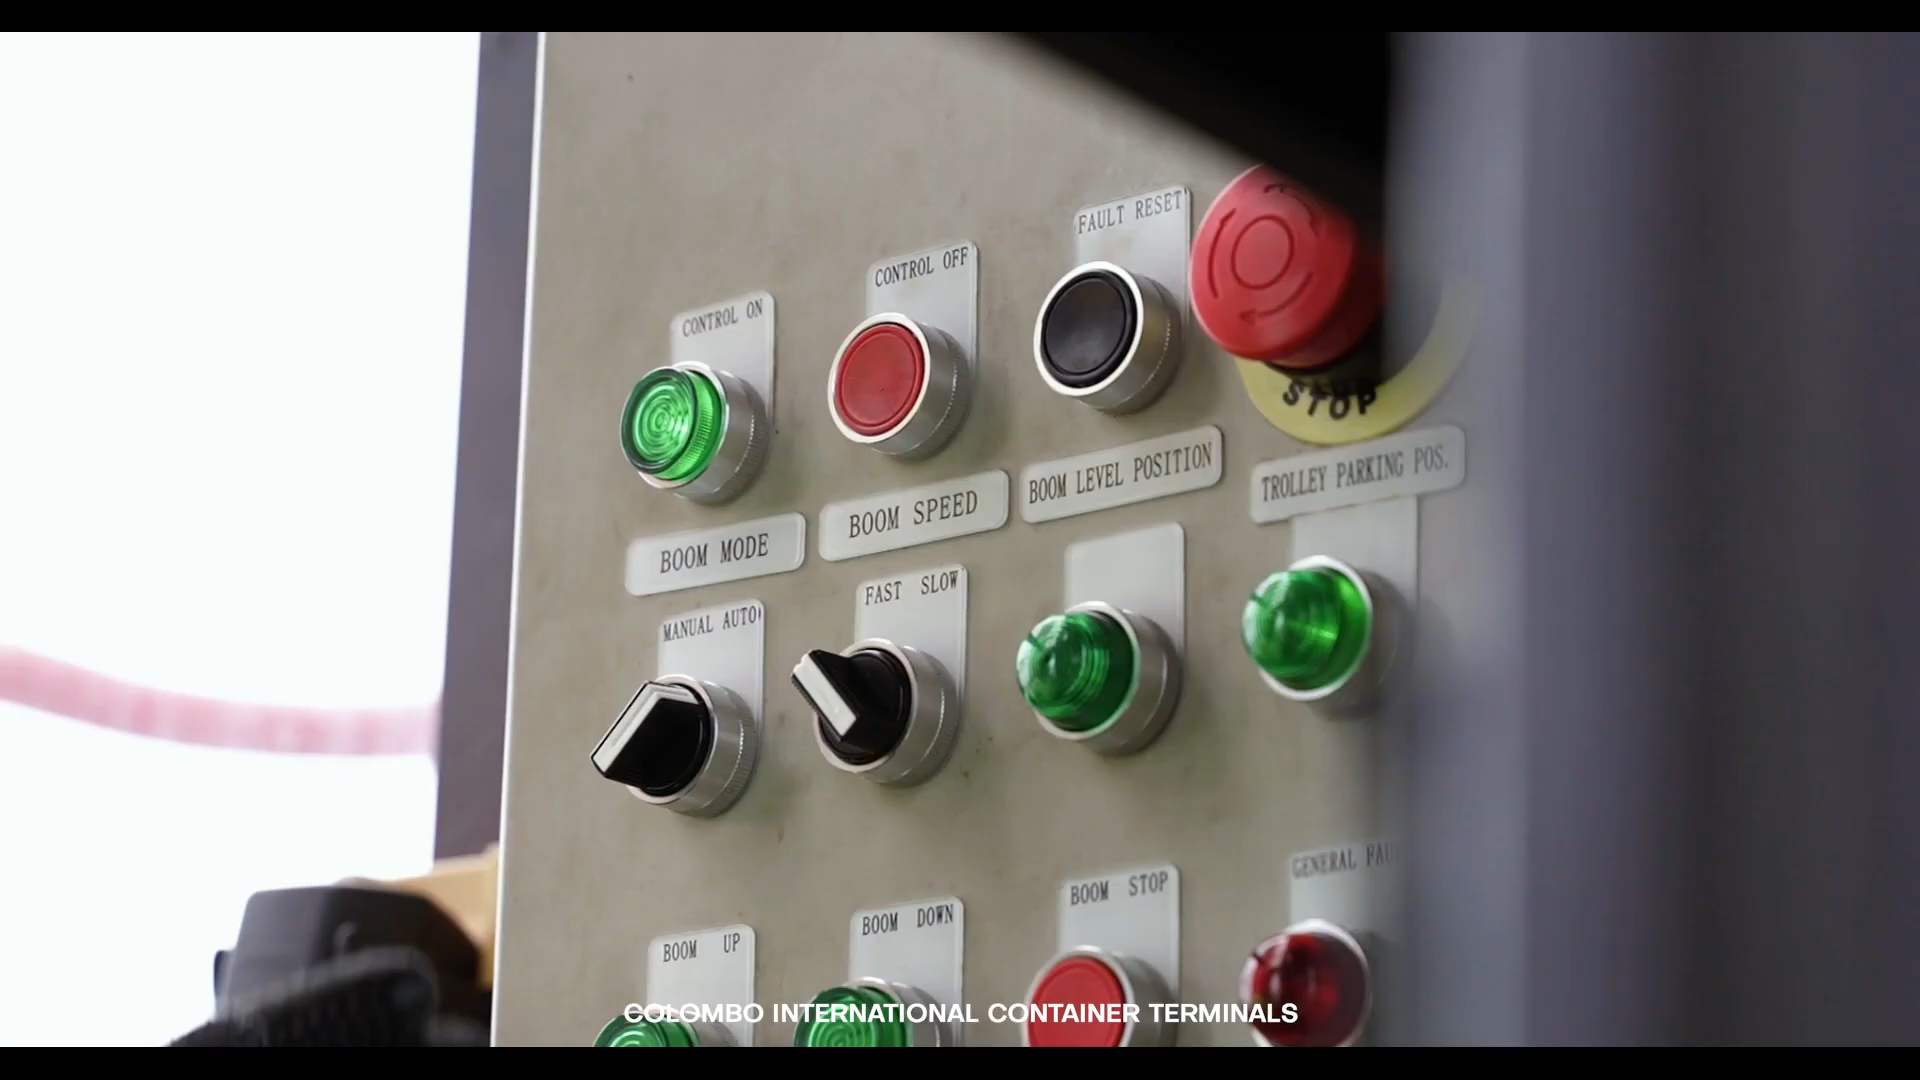 FAULT RESET
CONTROL OFF
CONTROL ON
STOP
BOOM MODE
BOOM SPEED
BOOM LEVEL POSITION
TROLLEY PARKING POS.
MANUAL AUTO
FAST SLOW
BOOM UP
BOOM DOWN
BOOM STOP
GENERAL
COLOMBO INTERNATIONAL CONTAINER TERMINALS